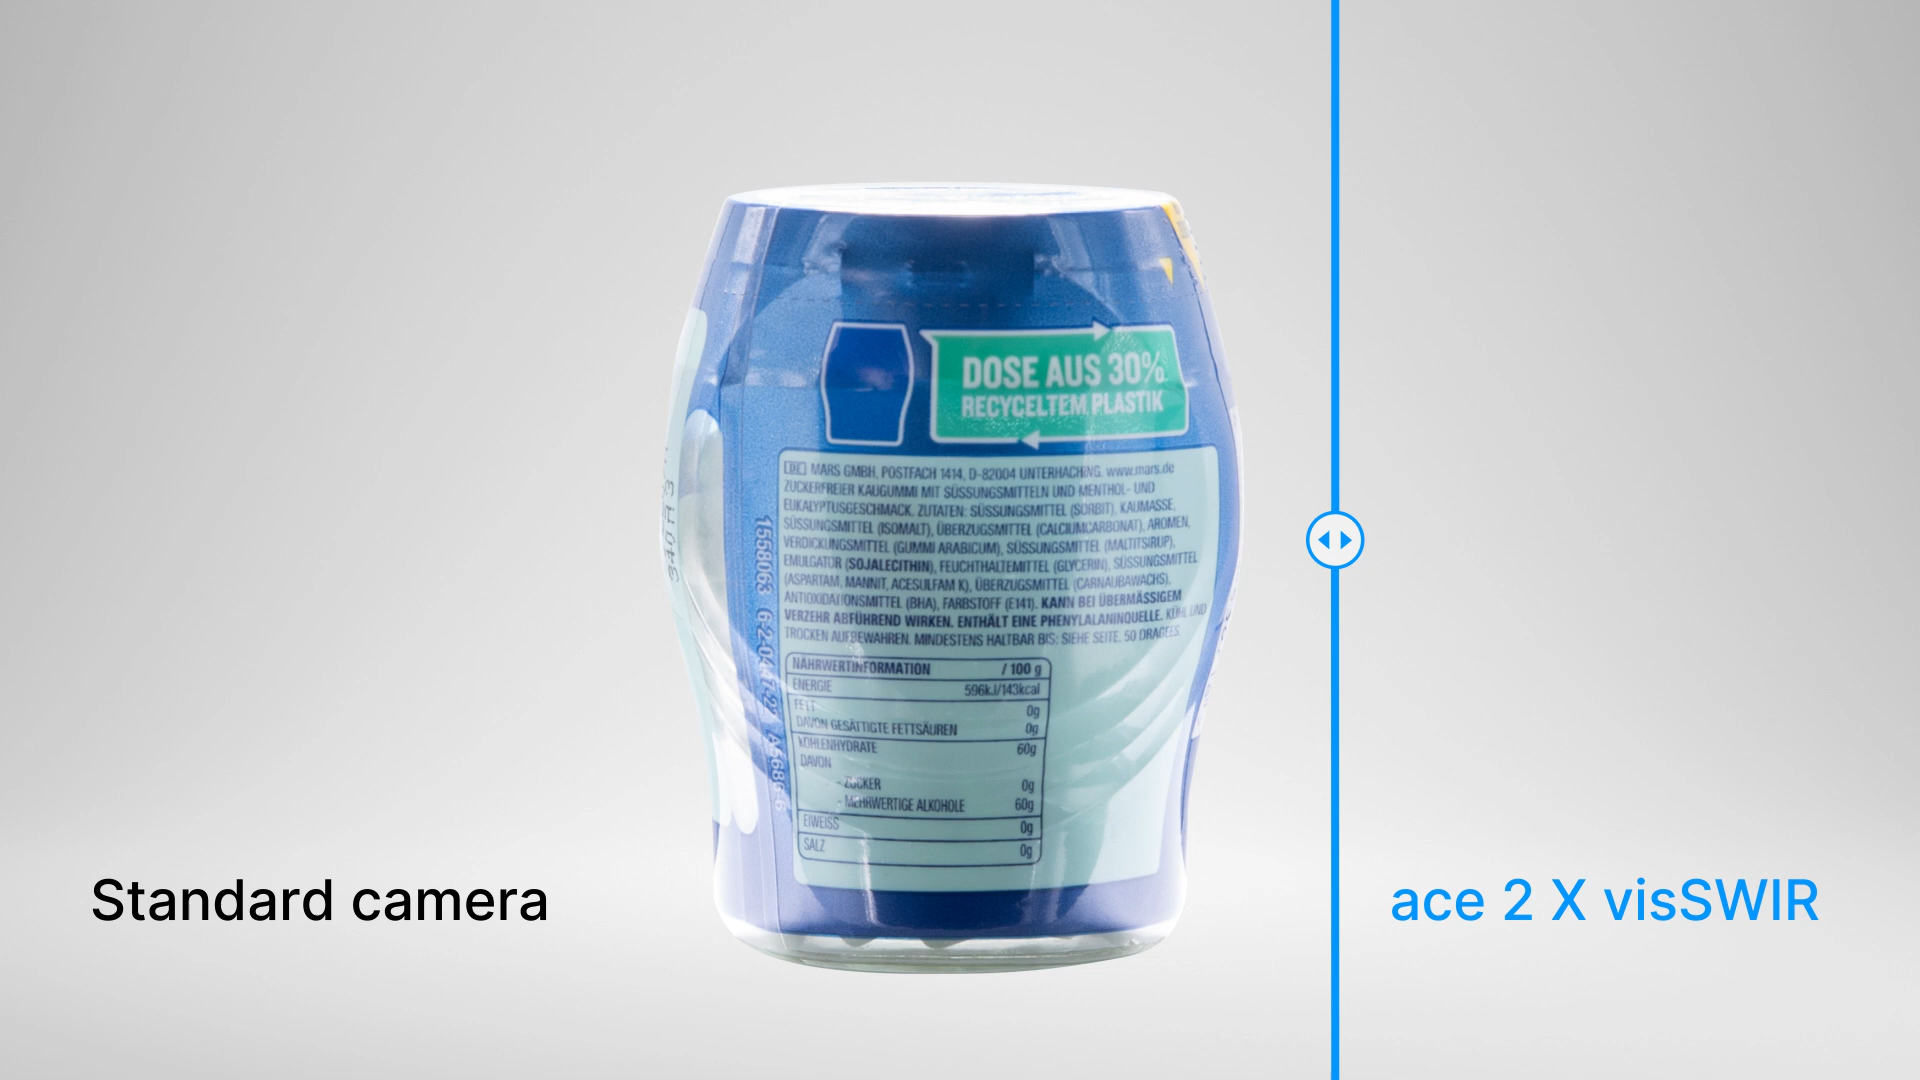 DOSE AUS 30%
RECYCELTEM PLASTIK
DE MARS GMBH, POSTFACH 1414, D-82004 UNTERHACHING. www.mars.de
ZUCKERFREIER KAUGUMMI MIT SÜSSUNGSMITTELN UND MENTHOL- UND
EUKALYPTUSGESCHMACK. ZUTATEN: SÜSSUNGSMITTEL (SORBIT), KAUMASSE,
SÜSSUNGSMITTEL (ISOMALT), ÜBERZUGSMITTEL (CALCIUMCARBONAT), AROMEN,
VERDICKUNGSMITTEL (GUMMI ARABICUM), SÜSSUNGSMITTEL (MALTITSIRUP),
EMULGATOR (SOJALECITHIN), FEUCHTHALTEMITTEL (GLYCERIN), SÜSSUNGSMITTEL
(ASPARTAM, MANNIT, ACESULFAM K), ÜBERZUGSMITTEL (CARNAUBAWACHS),
ANTIOXIDATIONSMITTEL (BHA), FARBSTOFF (E141). KANN BEI ÜBERMÄSSIGEM
VERZEHR ABFÜHREND WIRKEN. ENTHÄLT EINE PHENYLALANINQUELLE. KÜHL UND
TROCKEN AUFBEWAHREN. MINDESTENS HALTBAR BIS: SIEHE SEITE. 50 DRAGEES.
NÄHRWERTINFORMATION / 100 g
ENERGIE 596kJ/143kcal
FETT 0g
DAVON GESÄTTIGTE FETTSÄUREN 0g
KOHLENHYDRATE 60g
DAVON
- ZUCKER 0g
- MEHRWERTIGE ALKOHOLE 60g
EIWEISS 0g
SALZ 0g
1558063
Standard camera
ace 2 X visSWIR